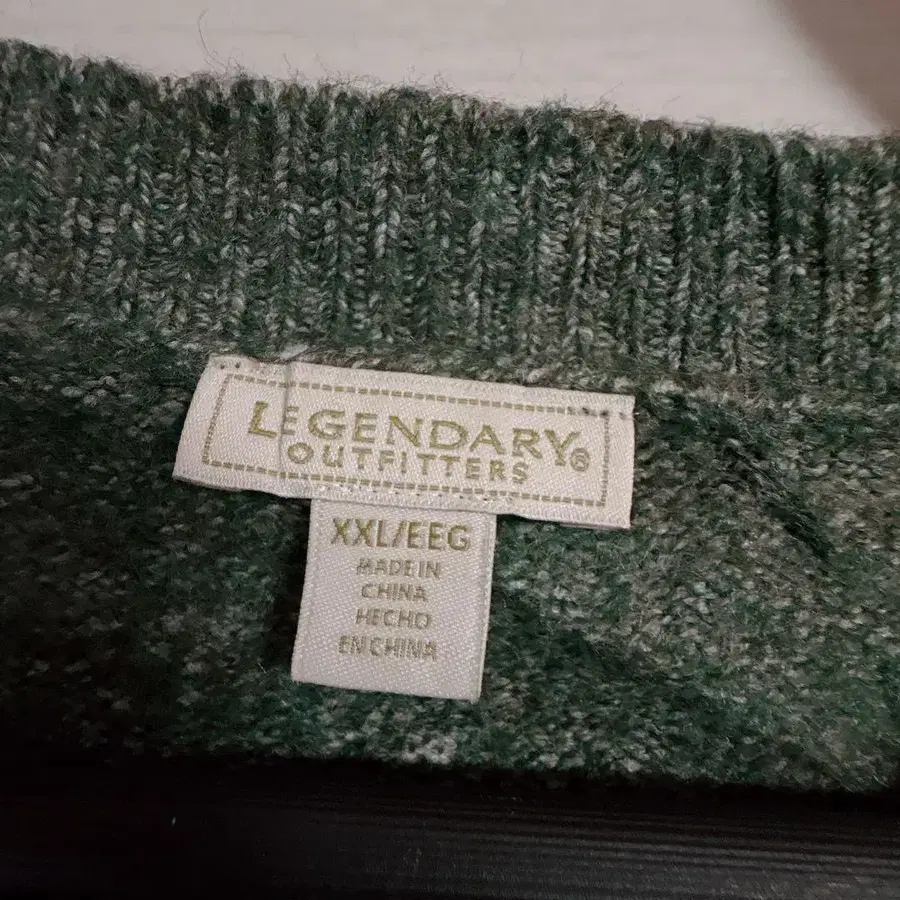 LEGENDARY®
OUTFITTERS
XXL/EEG
MADE IN
CHINA
HECHO
EN CHINA